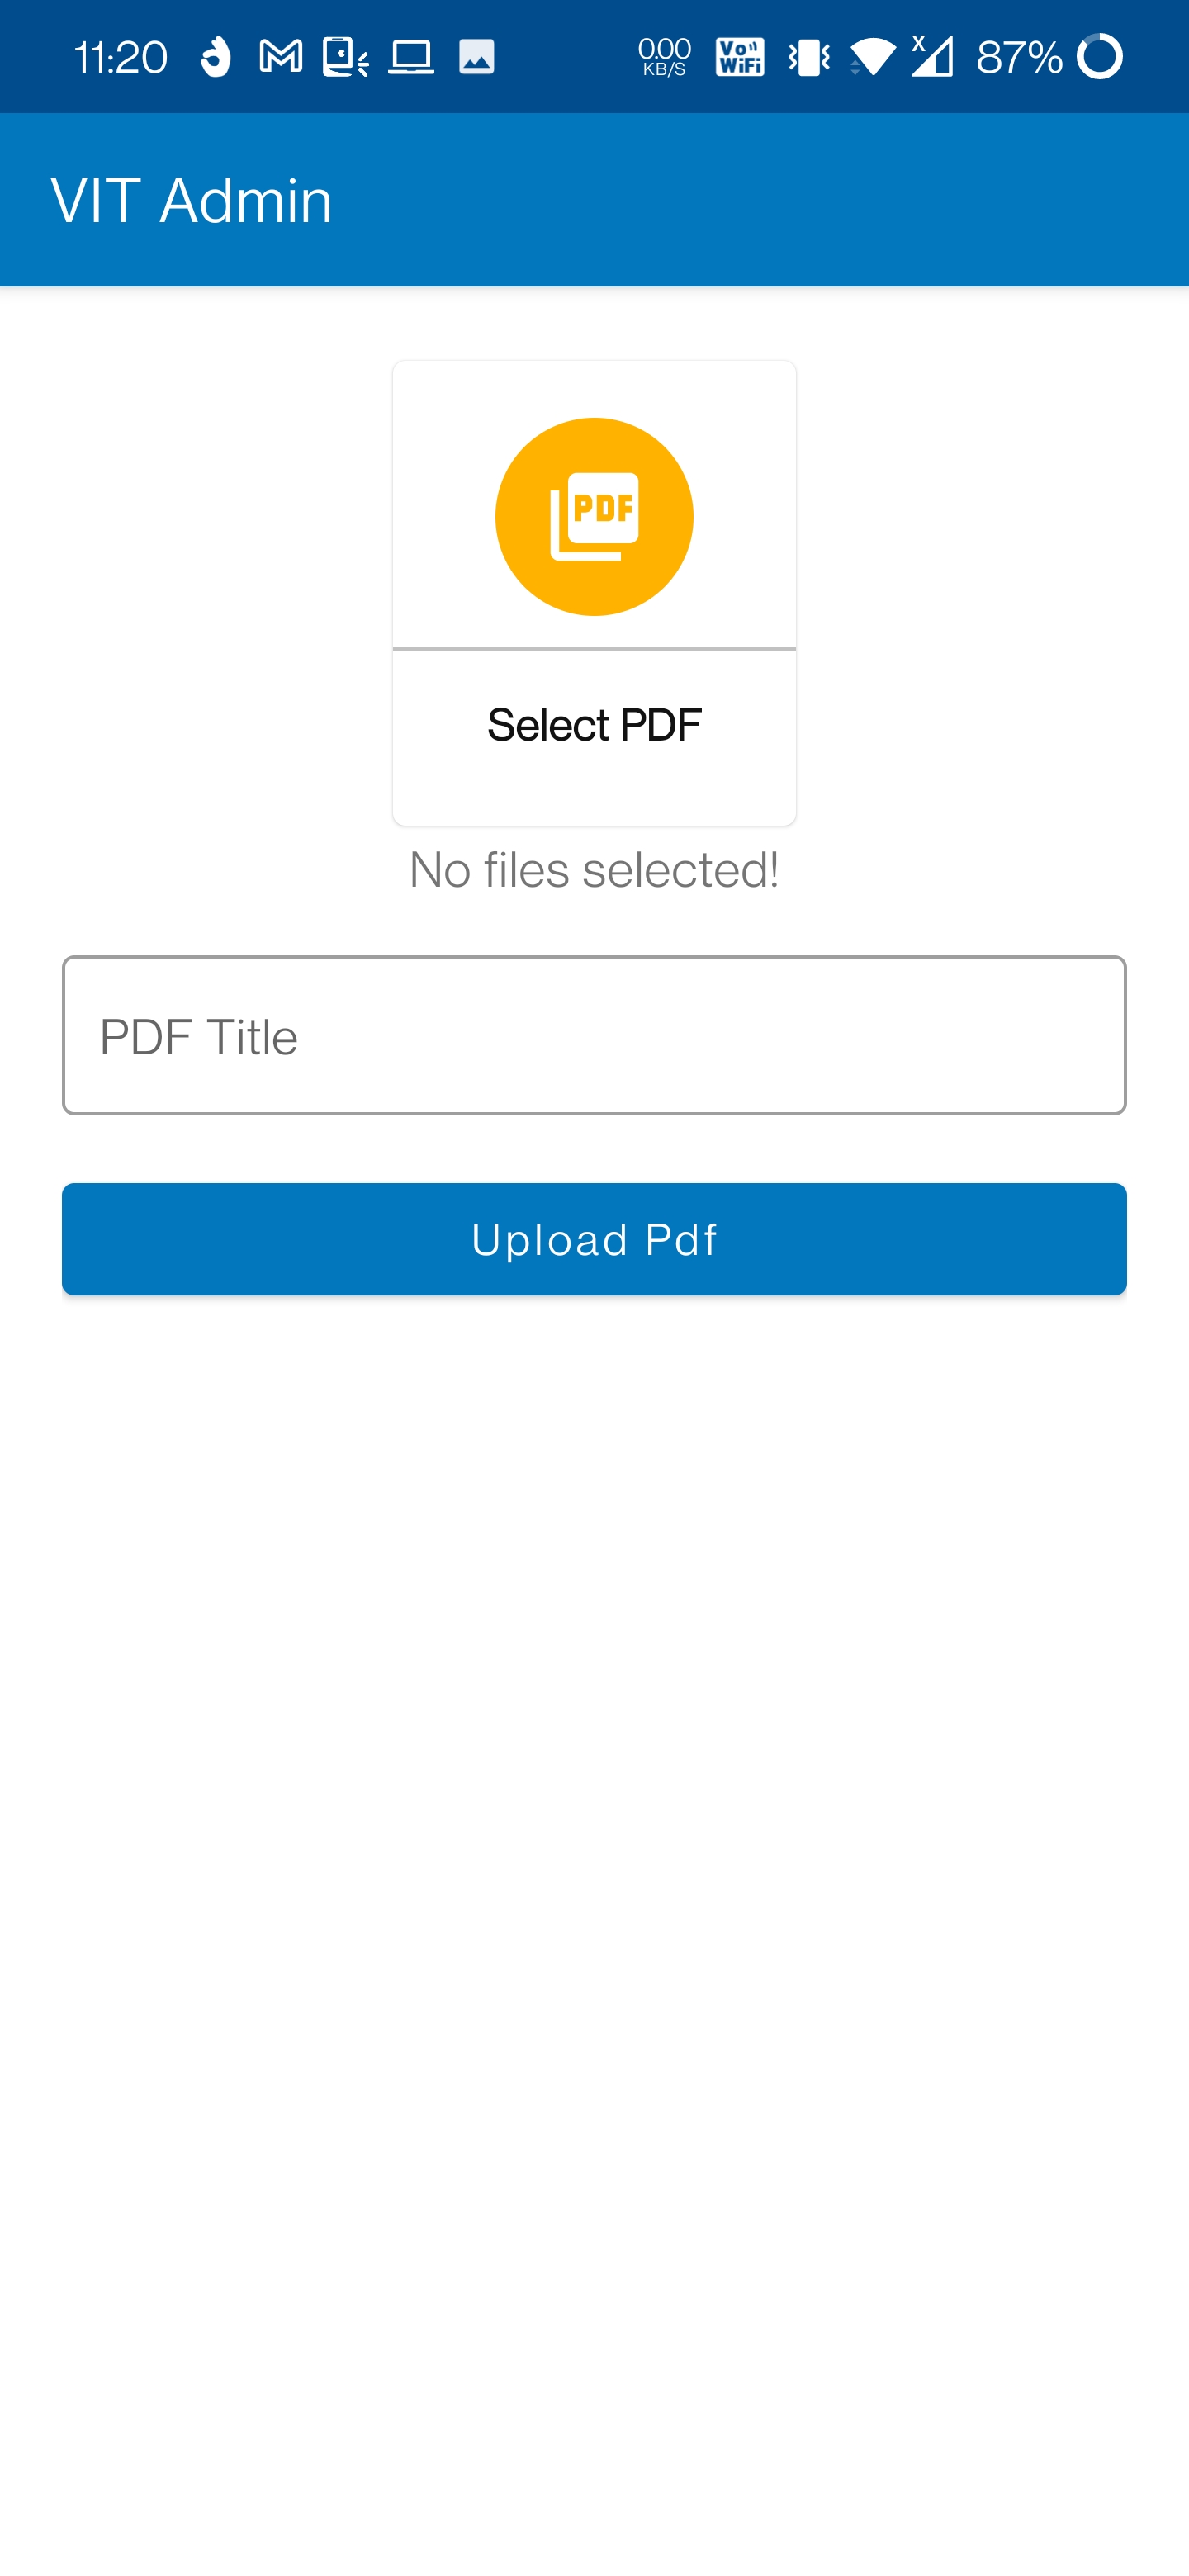 11:20 0.00 KB/S Vo WiFi X 87%
VIT Admin
PDF
Select PDF
No files selected!
PDF Title
Upload Pdf